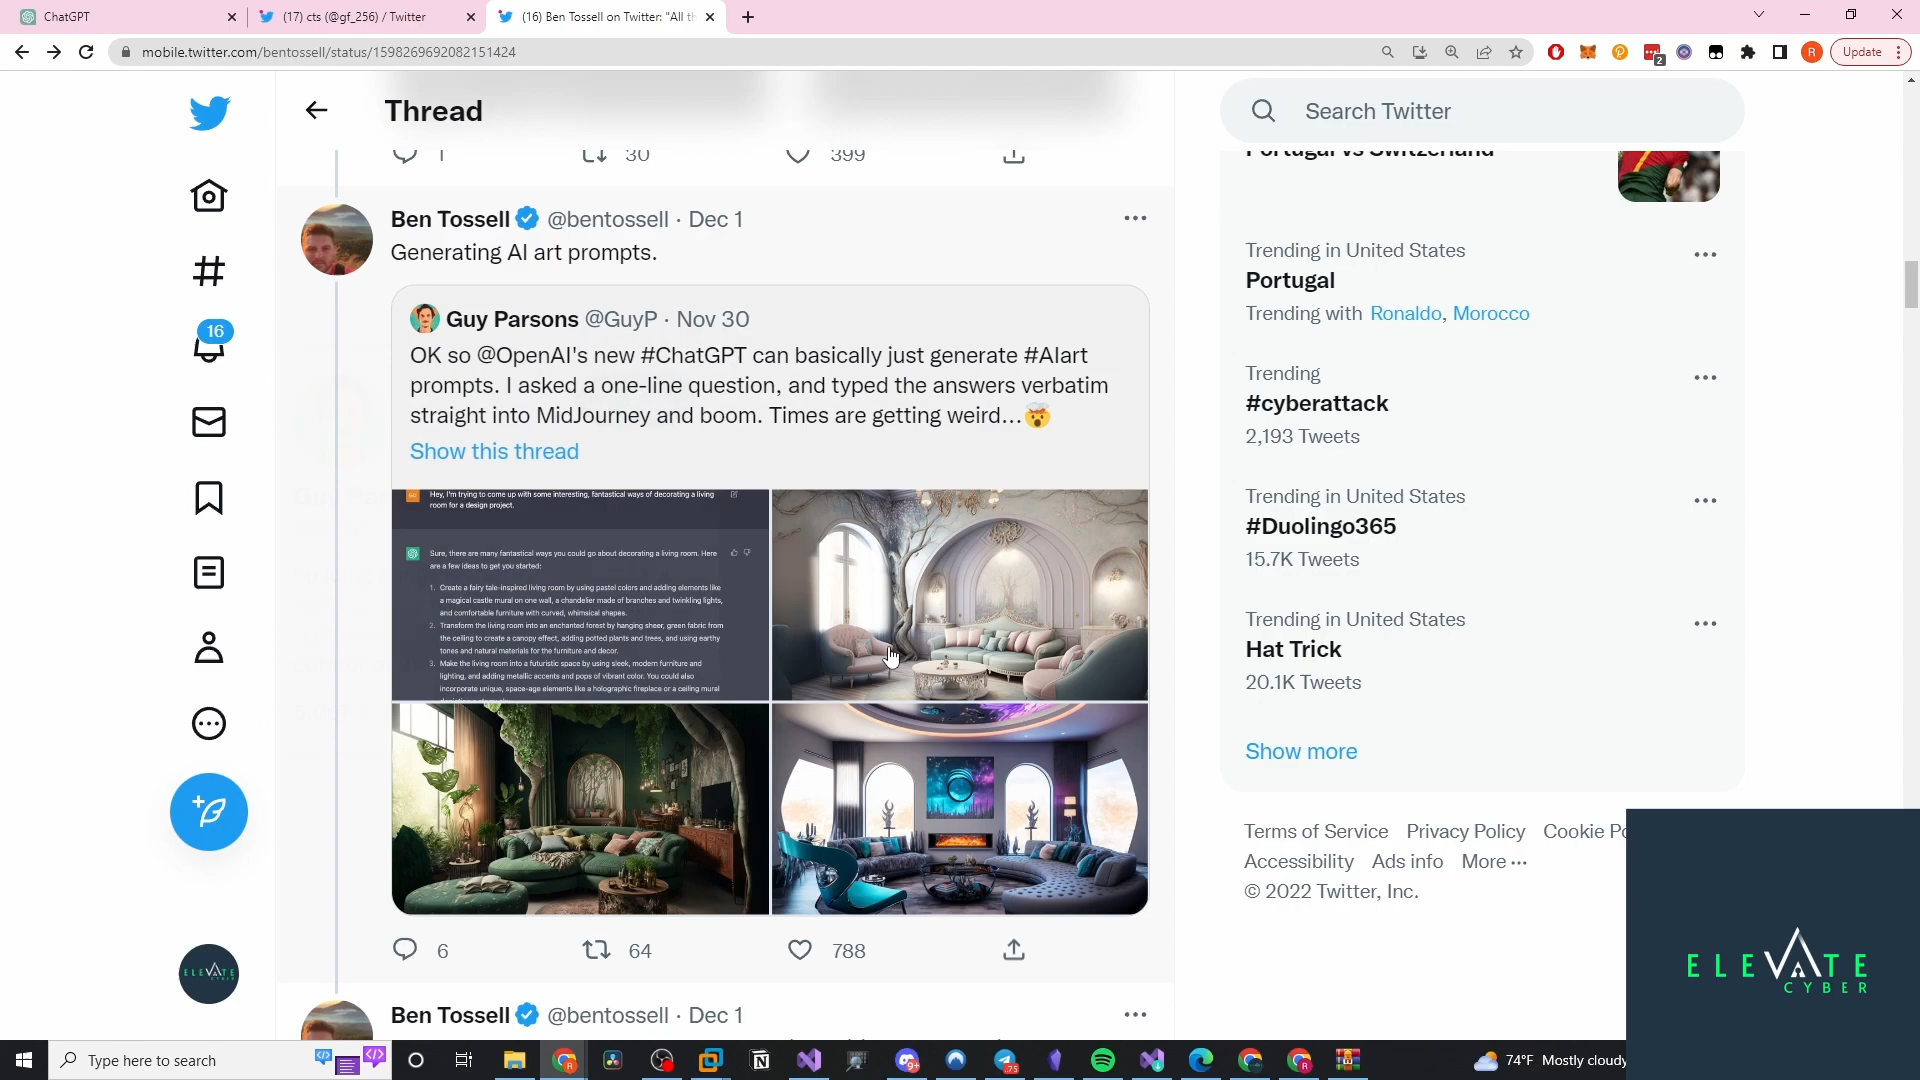 ChatGPT
(17) cts (@gf_256) / Twitter
(16) Ben Tossell on Twitter: "All th
mobile.twitter.com/bentossell/status/1598269692082151424
2
R
Update
Thread
Search Twitter
1
30
399
Portugal vs Switzerland
Ben Tossell @bentossell · Dec 1
Generating AI art prompts.
Guy Parsons @GuyP · Nov 30
OK so @OpenAI's new #ChatGPT can basically just generate #AIart
prompts. I asked a one-line question, and typed the answers verbatim
straight into MidJourney and boom. Times are getting weird...🤯
Show this thread
Hey, I'm trying to come up with some interesting, fantastical ways of decorating a living
room for a design project.
Sure, there are many fantastical ways you could go about decorating a living room. Here
are a few ideas to get you started:
1. Create a fairy tale-inspired living room by using pastel colors and adding elements like
a magical castle mural on one wall, a chandelier made of branches and twinkling lights,
and comfortable furniture with curved, whimsical shapes.
2. Transform the living room into an enchanted forest by hanging sheer, green fabric from
the ceiling to create a canopy effect, adding potted plants and trees, and using earthy
tones and natural materials for the furniture and decor.
3. Make the living room into a futuristic space by using sleek, modern furniture and
lighting, and adding metallic accents and pops of vibrant color. You could also
incorporate unique, space-age elements like a holographic fireplace or a ceiling mural
6
64
788
Ben Tossell @bentossell · Dec 1
16
Trending in United States
Portugal
Trending with Ronaldo, Morocco
Trending
#cyberattack
2,193 Tweets
Trending in United States
#Duolingo365
15.7K Tweets
Trending in United States
Hat Trick
20.1K Tweets
Show more
Terms of Service Privacy Policy Cookie Po
Accessibility Ads info More ...
© 2022 Twitter, Inc.
ELEVATE
CYBER
ELEVATE
CYBER
Type here to search
9+
.75
74°F Mostly cloudy